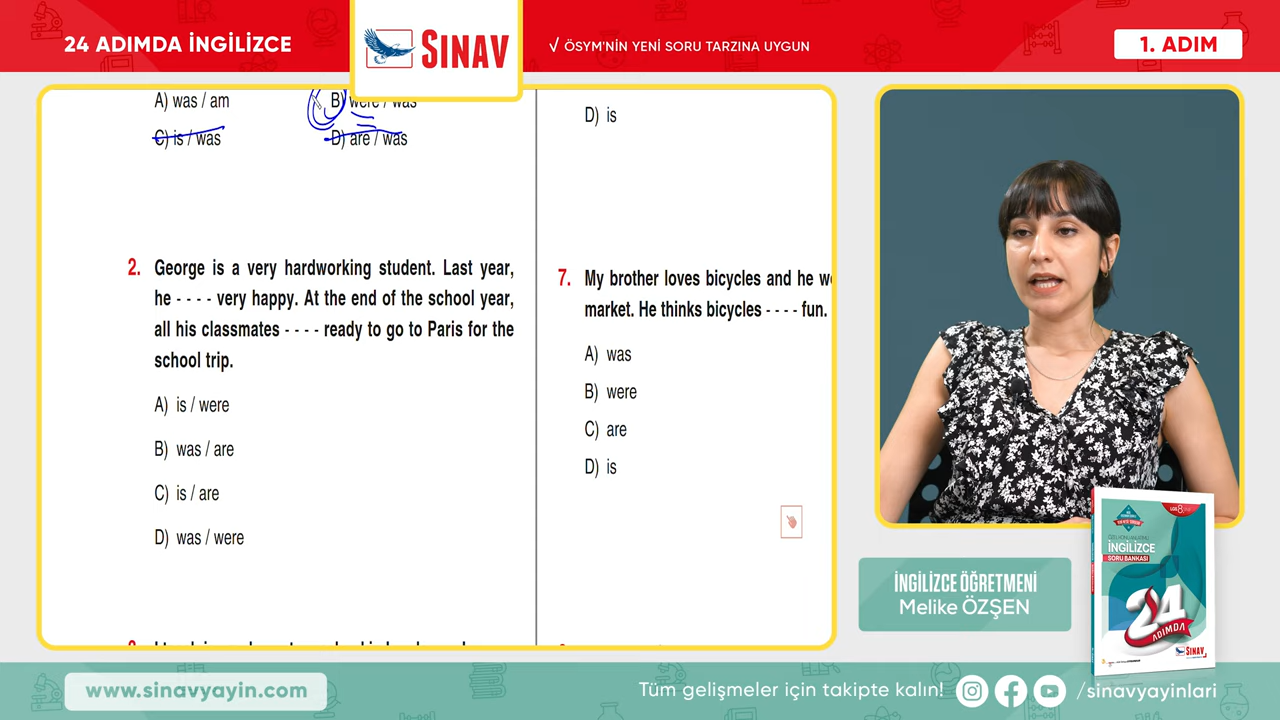 24 ADIMDA İNGİLİZCE
SINAV
√ ÖSYM'NİN YENİ SORU TARZINA UYGUN
1. ADIM
A) was / am
B) were / was
C) is / was
D) are / was
2. George is a very hardworking student. Last year,
he - - - - very happy. At the end of the school year,
all his classmates - - - - ready to go to Paris for the
school trip.
A) is / were
B) was / are
C) is / are
D) was / were
D) is
7. My brother loves bicycles and he
market. He thinks bicycles - - - - fun.
A) was
B) were
C) are
D) is
İNGİLİZCE ÖĞRETMENİ
Melike ÖZŞEN
LGS 8
İNGİLİZCE
SORU BANKASI
24
ADIMDA
SINAV
www.sinavyayin.com
Tüm gelişmeler için takipte kalın!
/sinavyayinlari